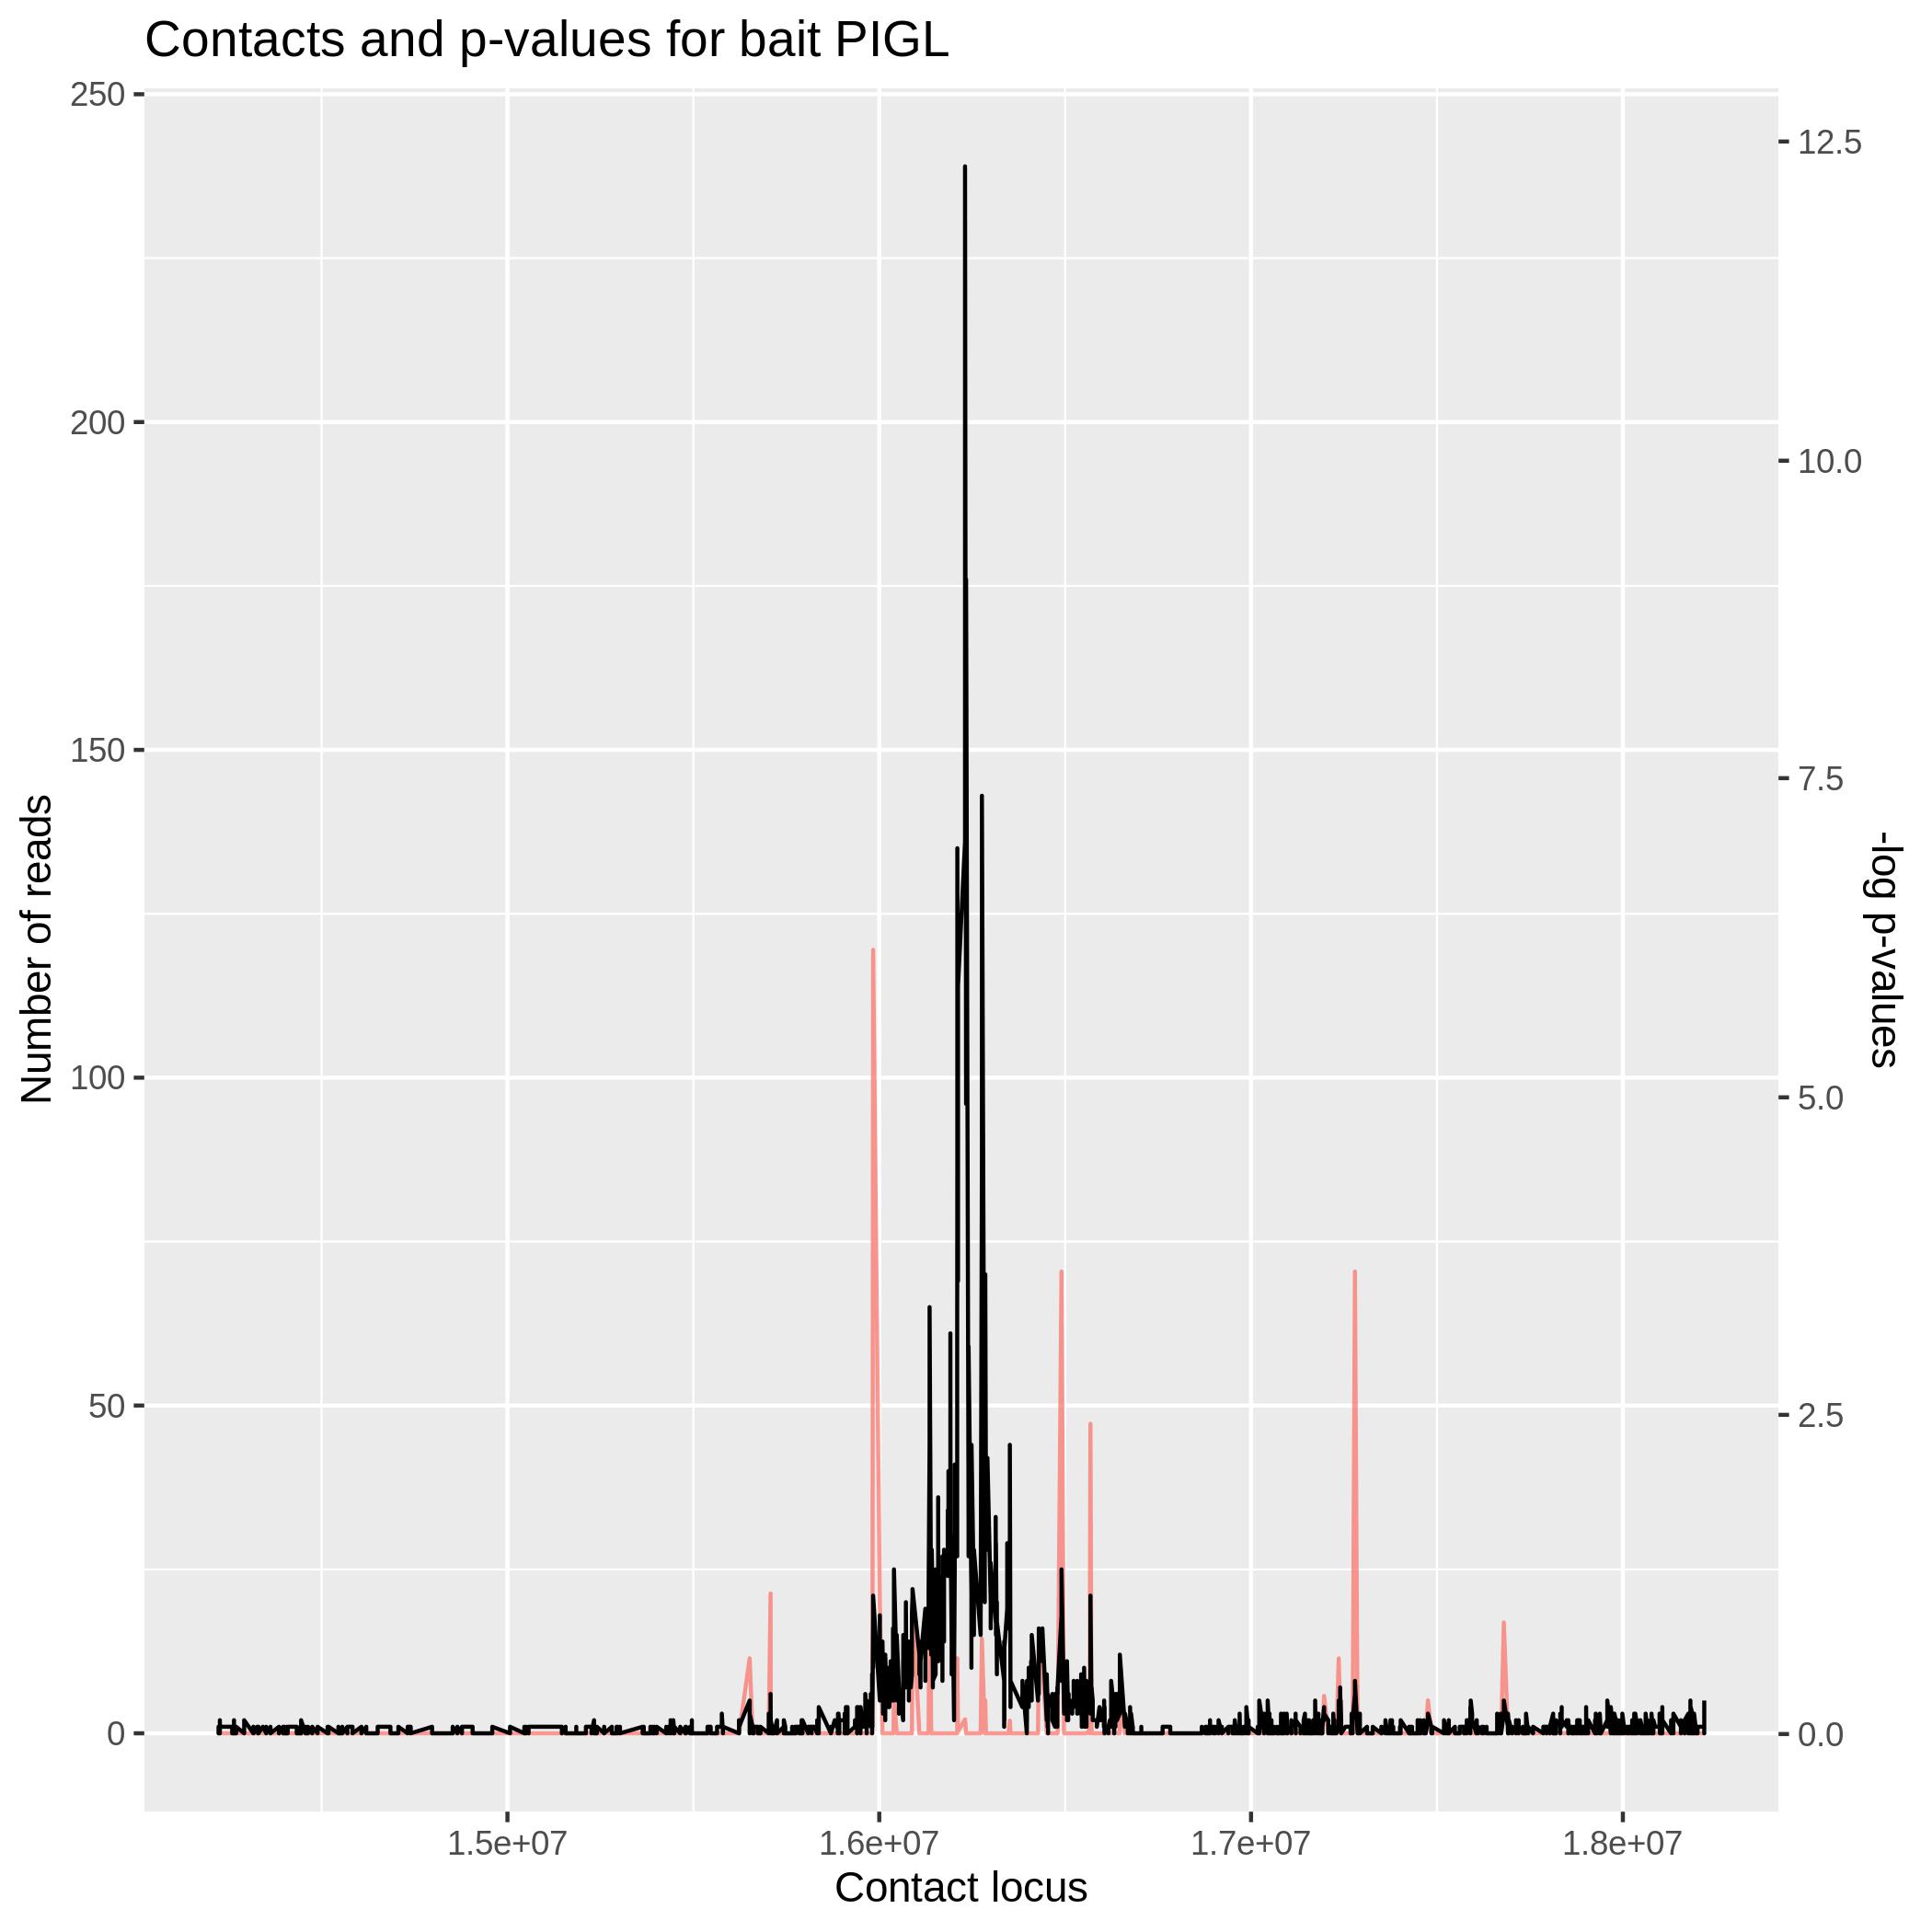 Contacts and p-values for bait PIGL
250
200
150
100
50
0
Number of reads
12.5
10.0
7.5
5.0
2.5
0.0
-log p-values
1.5e+07
1.6e+07
1.7e+07
1.8e+07
Contact locus